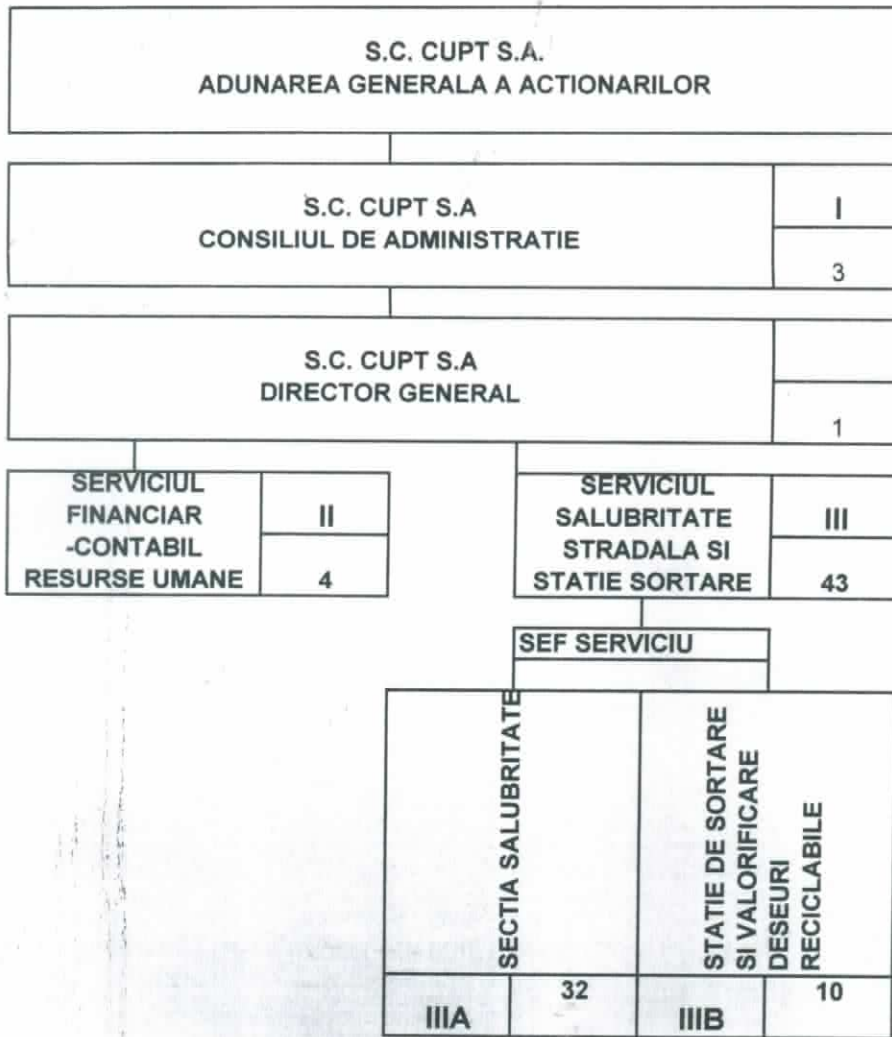 S.C. CUPT S.A.
ADUNAREA GENERALA A ACTIONARILOR
S.C. CUPT S.A
CONSILIUL DE ADMINISTRATIE
I
3
S.C. CUPT S.A
DIRECTOR GENERAL
1
SERVICIUL
FINANCIAR
-CONTABIL
RESURSE UMANE
II
4
SERVICIUL
SALUBRITATE
STRADALA SI
STATIE SORTARE
III
43
SEF SERVICIU
SECTIA SALUBRITATE
IIIA
32
STATIE DE SORTARE
SI VALORIFICARE
DESEURI
RECICLABILE
IIIB
10